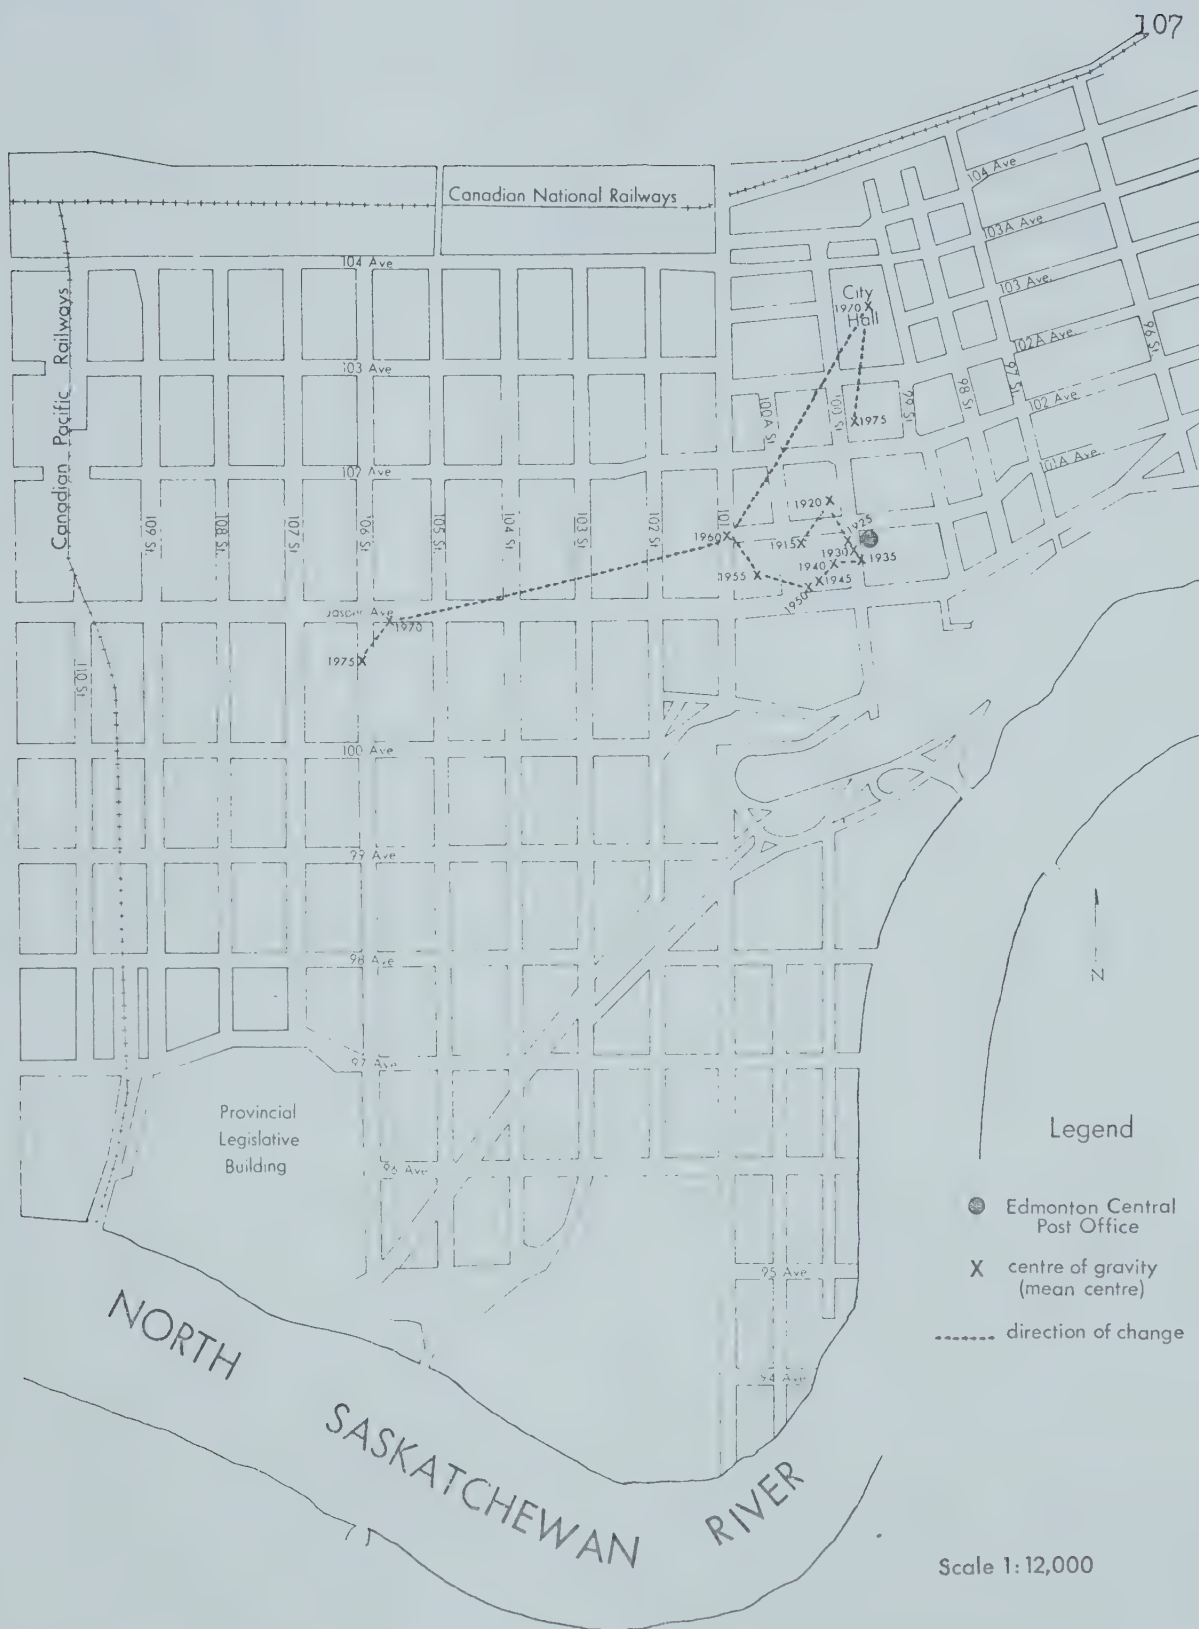 107
Canadian National Railways
104 Ave
104 Ave
103A Ave
103 Ave.
102A Ave
102 Ave
101A Ave.
96 St
97 St.
98 St
99 St
100 St
100A St
City
Hall
1970
1975
Canadian Pacific Railways
103 Ave
102 Ave
109 St
108 St.
107 St
106 St
105 St
104 St
103 St
102 St
101
1920
1925
1915
1930
1935
1940
1945
1950
1955
1960
Jasper Ave
1970
1975
110 St
100 Ave
99 Ave
98 Ave
97 Ave
96 Ave
95 Ave
94 Ave
Provincial
Legislative
Building
N
Legend
Edmonton Central
Post Office
X centre of gravity
(mean centre)
direction of change
NORTH SASKATCHEWAN RIVER
Scale 1:12,000